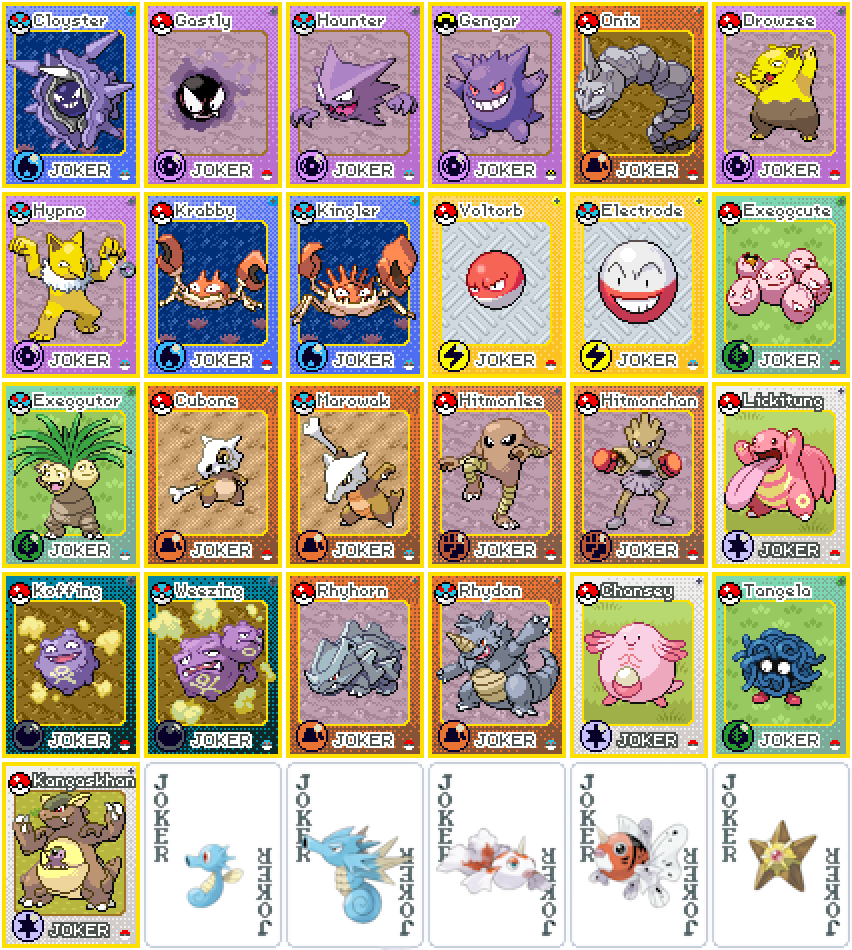 Cloyster
JOKER
Gastly
JOKER
Haunter
JOKER
Gengar
JOKER
Onix
JOKER
Drowzee
JOKER
Hypno
JOKER
Krabby
JOKER
Kingler
JOKER
Voltorb
JOKER
Electrode
JOKER
Exeggcute
JOKER
Exeggutor
JOKER
Cubone
JOKER
Marowak
JOKER
Hitmonlee
JOKER
Hitmonchan
JOKER
Lickitung
JOKER
Koffing
JOKER
Weezing
JOKER
Rhyhorn
JOKER
Rhydon
JOKER
Chansey
JOKER
Tangela
JOKER
Kangaskhan
JOKER
JOKER
JOKER
JOKER
JOKER
JOKER
JOKER
JOKER
JOKER
JOKER
JOKER